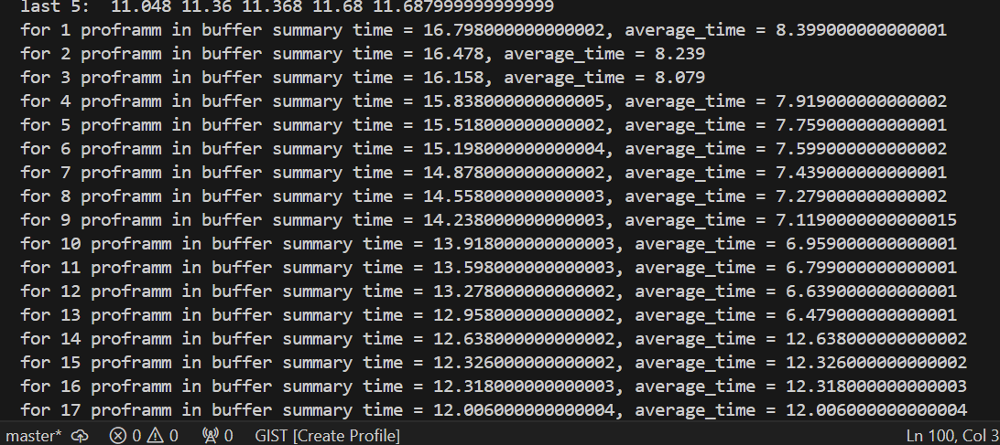 last 5:  11.048 11.36 11.368 11.68 11.687999999999999
for 1 proframm in buffer summary time = 16.798000000000002, average_time = 8.399000000000001
for 2 proframm in buffer summary time = 16.478, average_time = 8.239
for 3 proframm in buffer summary time = 16.158, average_time = 8.079
for 4 proframm in buffer summary time = 15.838000000000005, average_time = 7.919000000000002
for 5 proframm in buffer summary time = 15.518000000000002, average_time = 7.759000000000001
for 6 proframm in buffer summary time = 15.198000000000004, average_time = 7.599000000000002
for 7 proframm in buffer summary time = 14.878000000000002, average_time = 7.439000000000001
for 8 proframm in buffer summary time = 14.558000000000003, average_time = 7.279000000000002
for 9 proframm in buffer summary time = 14.238000000000003, average_time = 7.1190000000000015
for 10 proframm in buffer summary time = 13.918000000000003, average_time = 6.959000000000001
for 11 proframm in buffer summary time = 13.598000000000003, average_time = 6.799000000000001
for 12 proframm in buffer summary time = 13.278000000000002, average_time = 6.639000000000001
for 13 proframm in buffer summary time = 12.958000000000002, average_time = 6.479000000000001
for 14 proframm in buffer summary time = 12.638000000000002, average_time = 12.638000000000002
for 15 proframm in buffer summary time = 12.326000000000002, average_time = 12.326000000000002
for 16 proframm in buffer summary time = 12.318000000000003, average_time = 12.318000000000003
for 17 proframm in buffer summary time = 12.006000000000004, average_time = 12.006000000000004
master* 0 0 0 GIST [Create Profile] Ln 100, Col 3